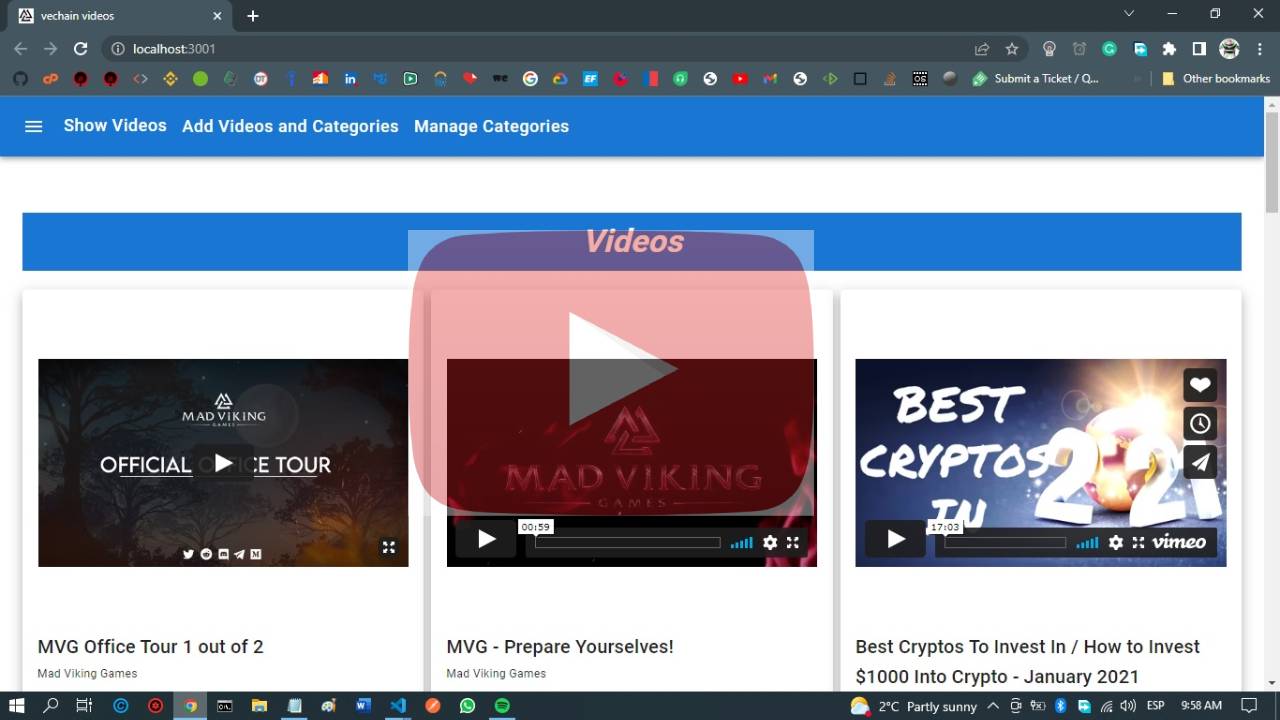 vechain videos
localhost:3001
Submit a Ticket / Q...
Other bookmarks
Show Videos Add Videos and Categories Manage Categories
Videos
MAD VIKING
GAMES
OFFICIAL OFFICE TOUR
MAD VIKING
GAMES
00:59
BEST
CRYPTOS
IN
2021
17:03
vimeo
MVG Office Tour 1 out of 2
Mad Viking Games
MVG - Prepare Yourselves!
Mad Viking Games
Best Cryptos To Invest In / How to Invest
$1000 Into Crypto - January 2021
2°C Partly sunny
ESP
9:58 AM